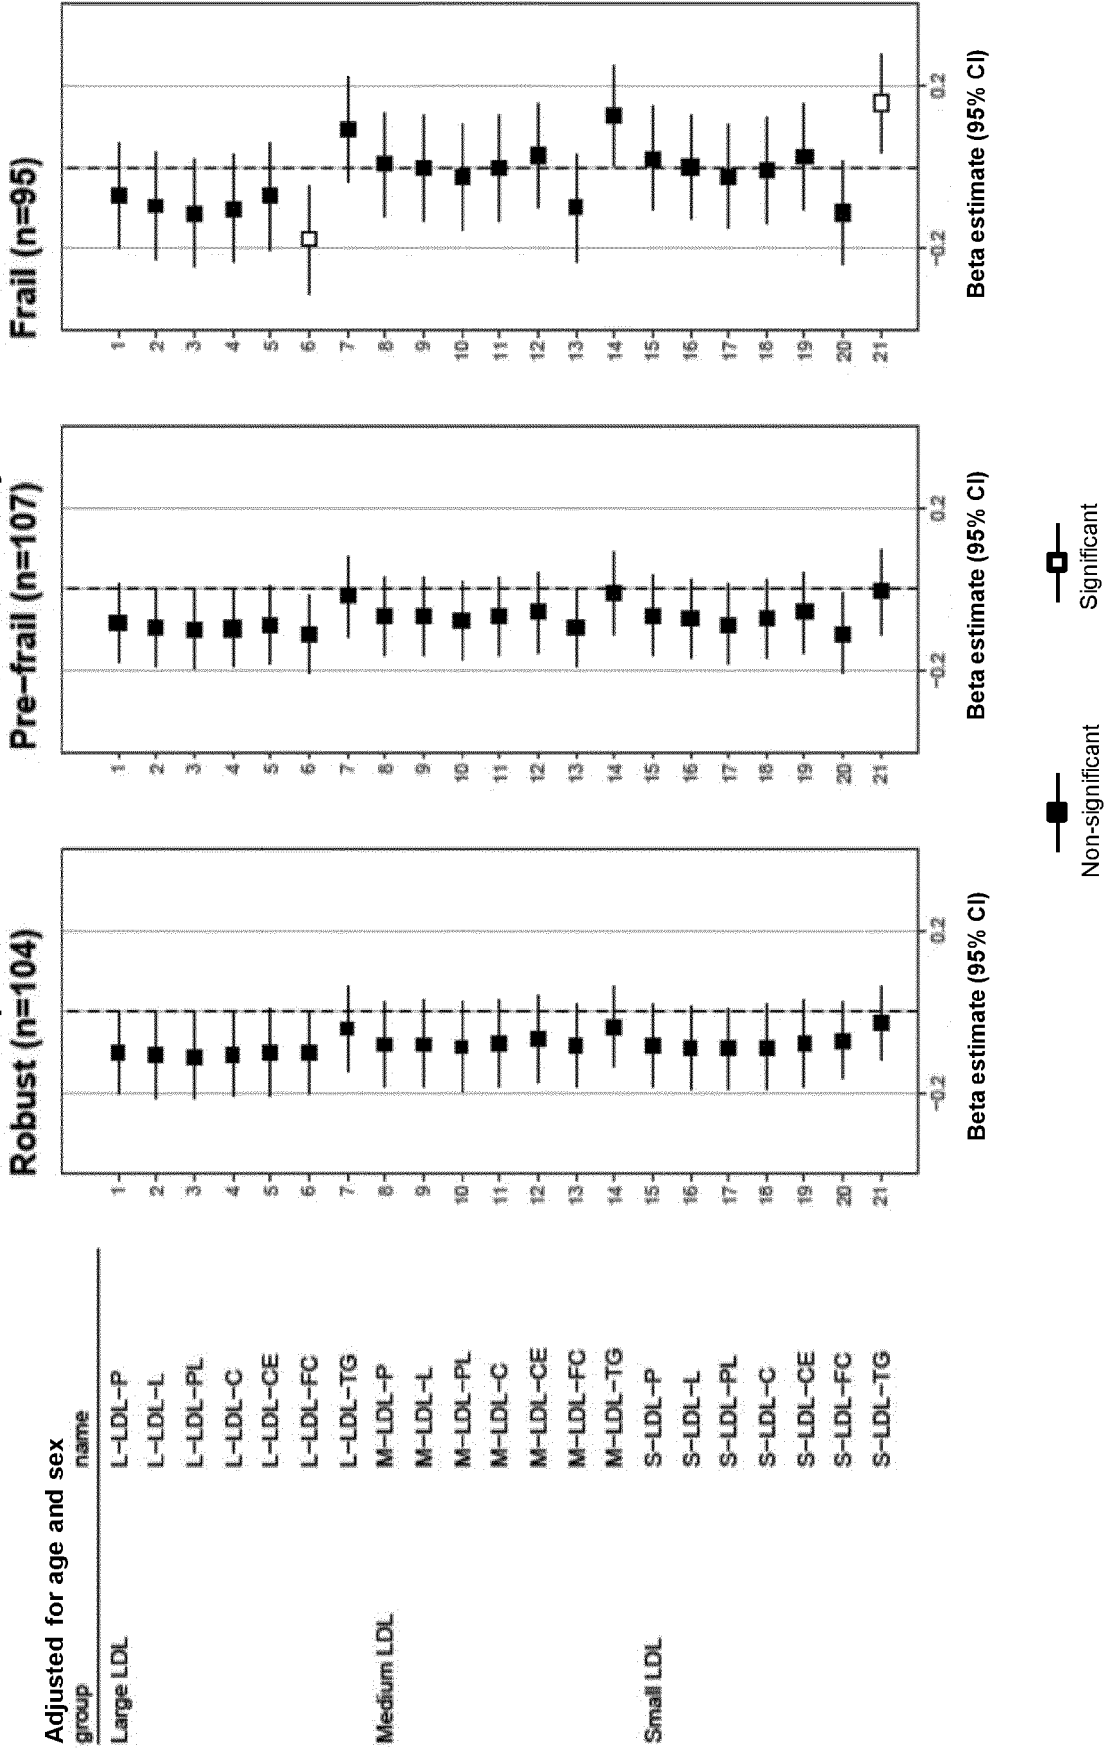 Robust (n=104)
Pre-frail (n=107)
Frail (n=95)
Adjusted for age and sex
group name
Large LDL L-LDL-P 1 1 1
L-LDL-L 2 2 2
L-LDL-PL 3 3 3
L-LDL-C 4 4 4
L-LDL-CE 5 5 5
L-LDL-FC 6 6 6
L-LDL-TG 7 7 7
Medium LDL M-LDL-P 8 8 8
M-LDL-L 9 9 9
M-LDL-PL 10 10 10
M-LDL-C 11 11 11
M-LDL-CE 12 12 12
M-LDL-FC 13 13 13
M-LDL-TG 14 14 14
Small LDL S-LDL-P 15 15 15
S-LDL-L 16 16 16
S-LDL-PL 17 17 17
S-LDL-C 18 18 18
S-LDL-CE 19 19 19
S-LDL-FC 20 20 20
S-LDL-TG 21 21 21
-0.2 0.2 -0.2 0.2 -0.2 0.2
Beta estimate (95% CI) Beta estimate (95% CI) Beta estimate (95% CI)
Non-significant Significant